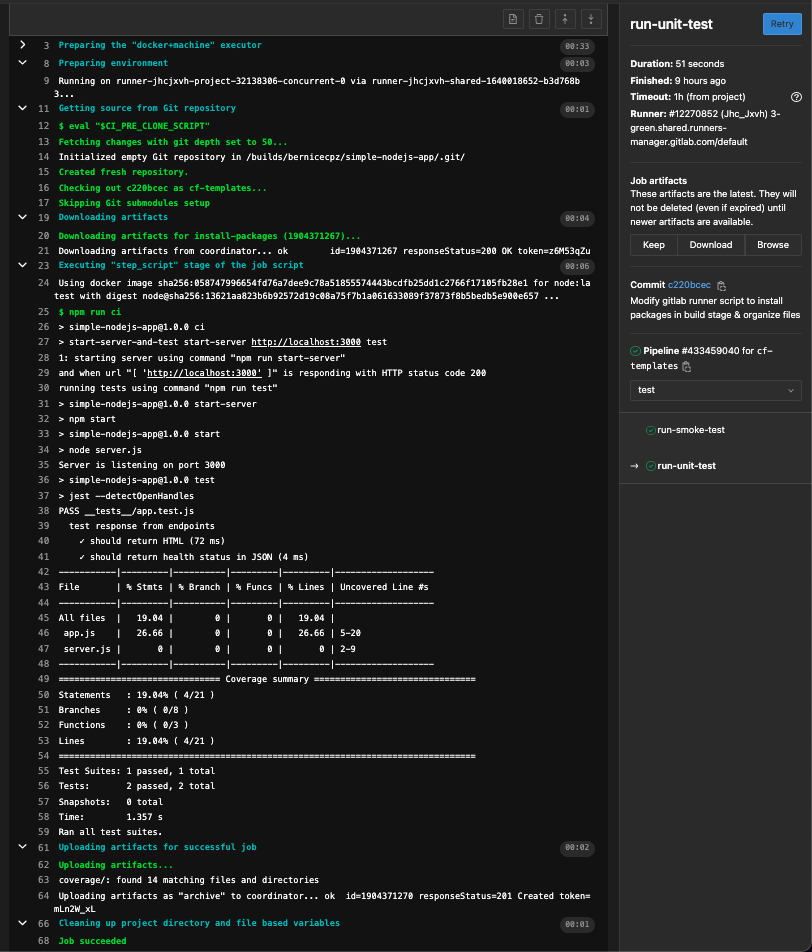 3 Preparing the "docker+machine" executor 00:33
8 Preparing environment 00:03
9 Running on runner-jhcjxvh-project-32138306-concurrent-0 via runner-jhcjxvh-shared-1640018652-b3d768b
3...
11 Getting source from Git repository 00:01
12 $ eval "$CI_PRE_CLONE_SCRIPT"
13 Fetching changes with git depth set to 50...
14 Initialized empty Git repository in /builds/bernicecpz/simple-nodejs-app/.git/
15 Created fresh repository.
16 Checking out c220bcec as cf-templates...
17 Skipping Git submodules setup
19 Downloading artifacts 00:04
20 Downloading artifacts for install-packages (1904371267)...
21 Downloading artifacts from coordinator... ok id=1904371267 responseStatus=200 OK token=z6M53qZu
23 Executing "step_script" stage of the job script 00:06
24 Using docker image sha256:058747996654fd76a7dee9c78a51855574443bcdfb25dd1c2766f17105fb28e1 for node:la
test with digest node@sha256:13621aa823b6b92572d19c08a75f7b1a061633089f37873f8b5bedb5e900e657 ...
25 $ npm run ci
26 > simple-nodejs-app@1.0.0 ci
27 > start-server-and-test start-server http://localhost:3000 test
28 1: starting server using command "npm run start-server"
29 and when url "[ 'http://localhost:3000' ]" is responding with HTTP status code 200
30 running tests using command "npm run test"
31 > simple-nodejs-app@1.0.0 start-server
32 > npm start
33 > simple-nodejs-app@1.0.0 start
34 > node server.js
35 Server is listening on port 3000
36 > simple-nodejs-app@1.0.0 test
37 > jest --detectOpenHandles
38 PASS __tests__/app.test.js
39 test response from endpoints
40 ✓ should return HTML (72 ms)
41 ✓ should return health status in JSON (4 ms)
42 -----------|---------|----------|---------|---------|-------------------
43 File | % Stmts | % Branch | % Funcs | % Lines | Uncovered Line #s
44 -----------|---------|----------|---------|---------|-------------------
45 All files | 19.04 | 0 | 0 | 19.04 |
46 app.js | 26.66 | 0 | 0 | 26.66 | 5-20
47 server.js | 0 | 0 | 0 | 0 | 2-9
48 -----------|---------|----------|---------|---------|-------------------
49 =============================== Coverage summary ===============================
50 Statements : 19.04% ( 4/21 )
51 Branches : 0% ( 0/8 )
52 Functions : 0% ( 0/3 )
53 Lines : 19.04% ( 4/21 )
54 ================================================================================
55 Test Suites: 1 passed, 1 total
56 Tests: 2 passed, 2 total
57 Snapshots: 0 total
58 Time: 1.357 s
59 Ran all test suites.
61 Uploading artifacts for successful job 00:02
62 Uploading artifacts...
63 coverage/: found 14 matching files and directories
64 Uploading artifacts as "archive" to coordinator... ok id=1904371270 responseStatus=201 Created token=
mLn2W_xL
66 Cleaning up project directory and file based variables 00:01
68 Job succeeded
run-unit-test
Retry
Duration: 51 seconds
Finished: 9 hours ago
Timeout: 1h (from project)
Runner: #12270852 (Jhc_Jxvh) 3-
green.shared.runners-
manager.gitlab.com/default
Job artifacts
These artifacts are the latest. They will
not be deleted (even if expired) until
newer artifacts are available.
Keep Download Browse
Commit c220bcec
Modify gitlab runner script to install
packages in build stage & organize files
Pipeline #433459040 for cf-
templates
test
run-smoke-test
→ run-unit-test